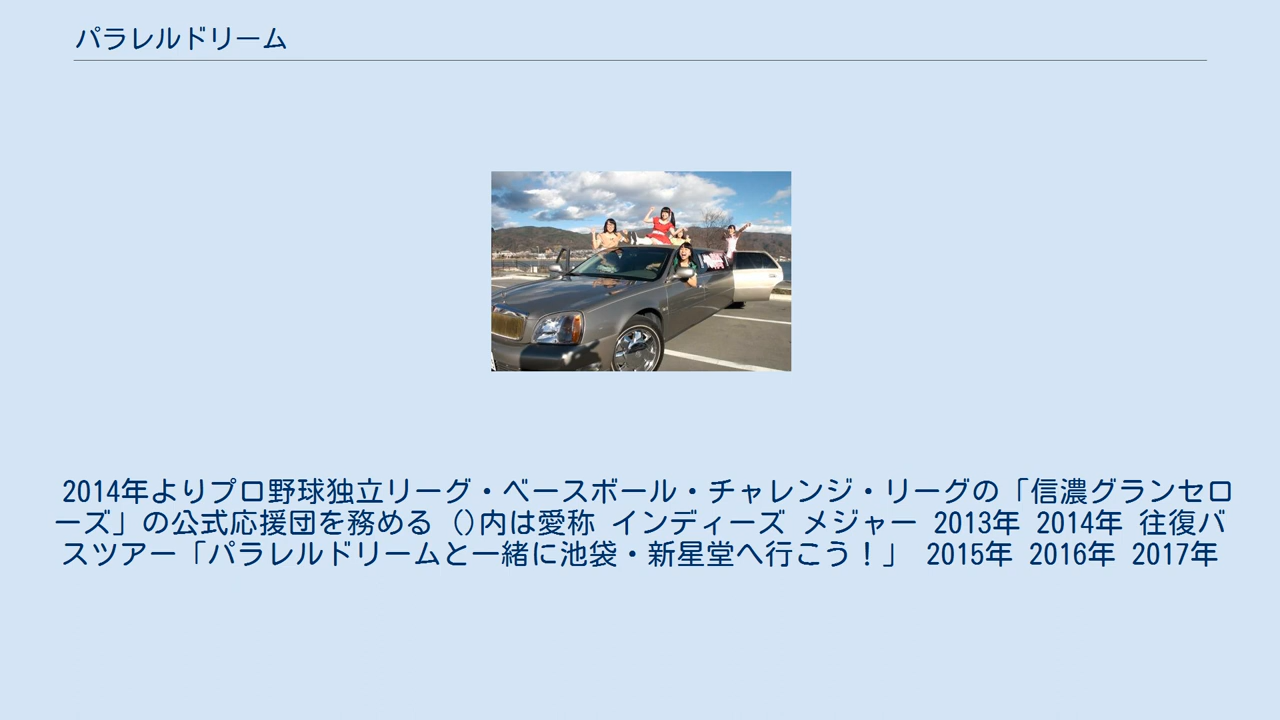 パラレルドリーム
2014年よりプロ野球独立リーグ・ベースボール・チャレンジ・リーグの「信濃グランセロ
ーズ」の公式応援団を務める ()内は愛称 インディーズ メジャー 2013年 2014年 往復バ
スツアー「パラレルドリームと一緒に池袋・新星堂へ行こう！」 2015年 2016年 2017年